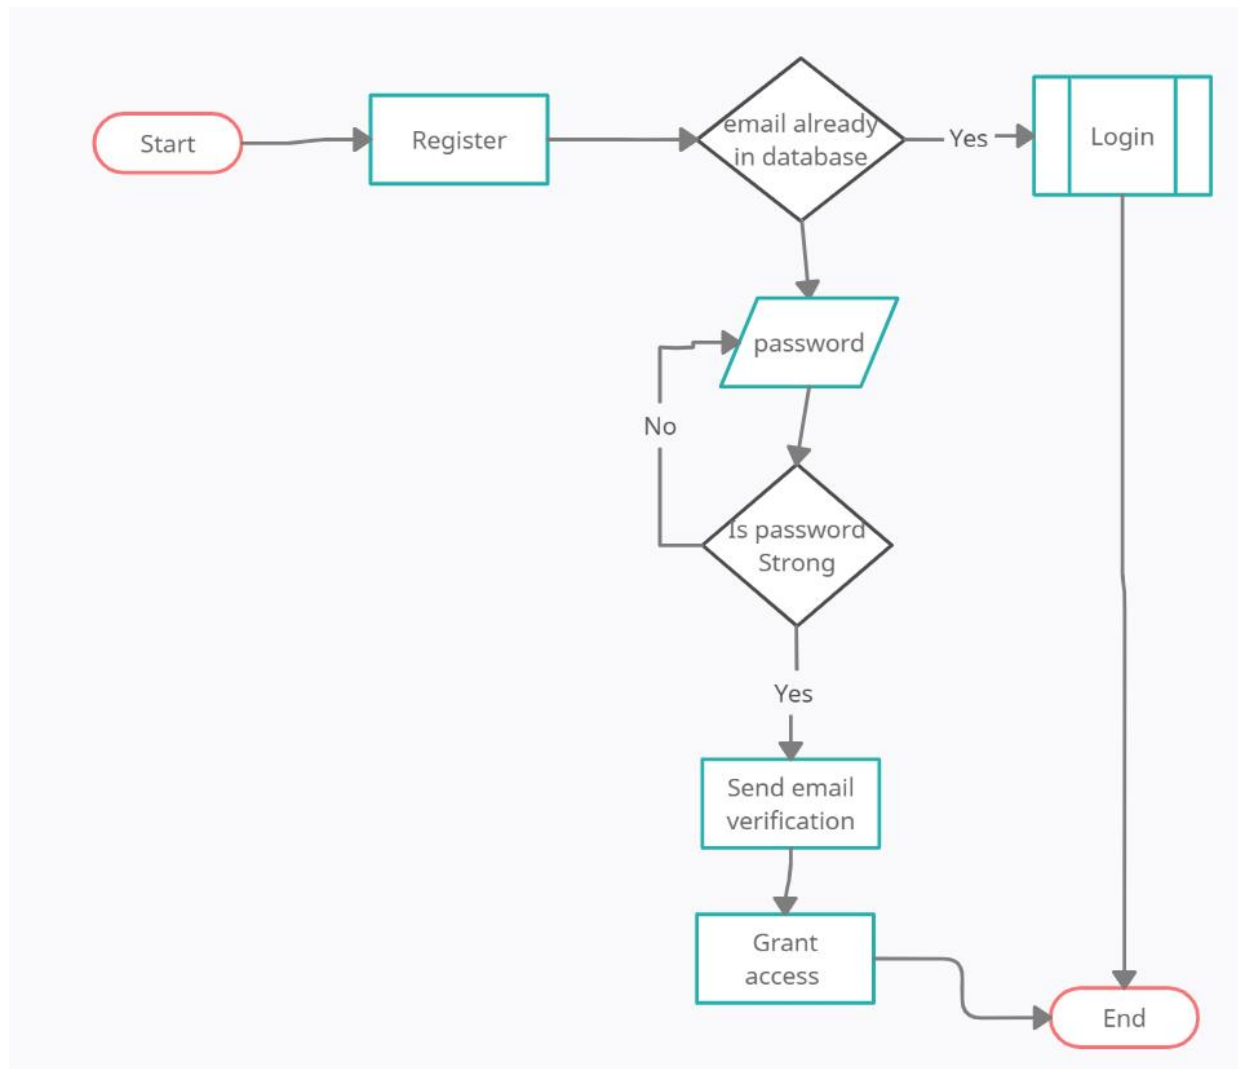 Start
Register
email already
in database
Yes
Login
password
No
Is password
Strong
Yes
Send email
verification
Grant
access
End